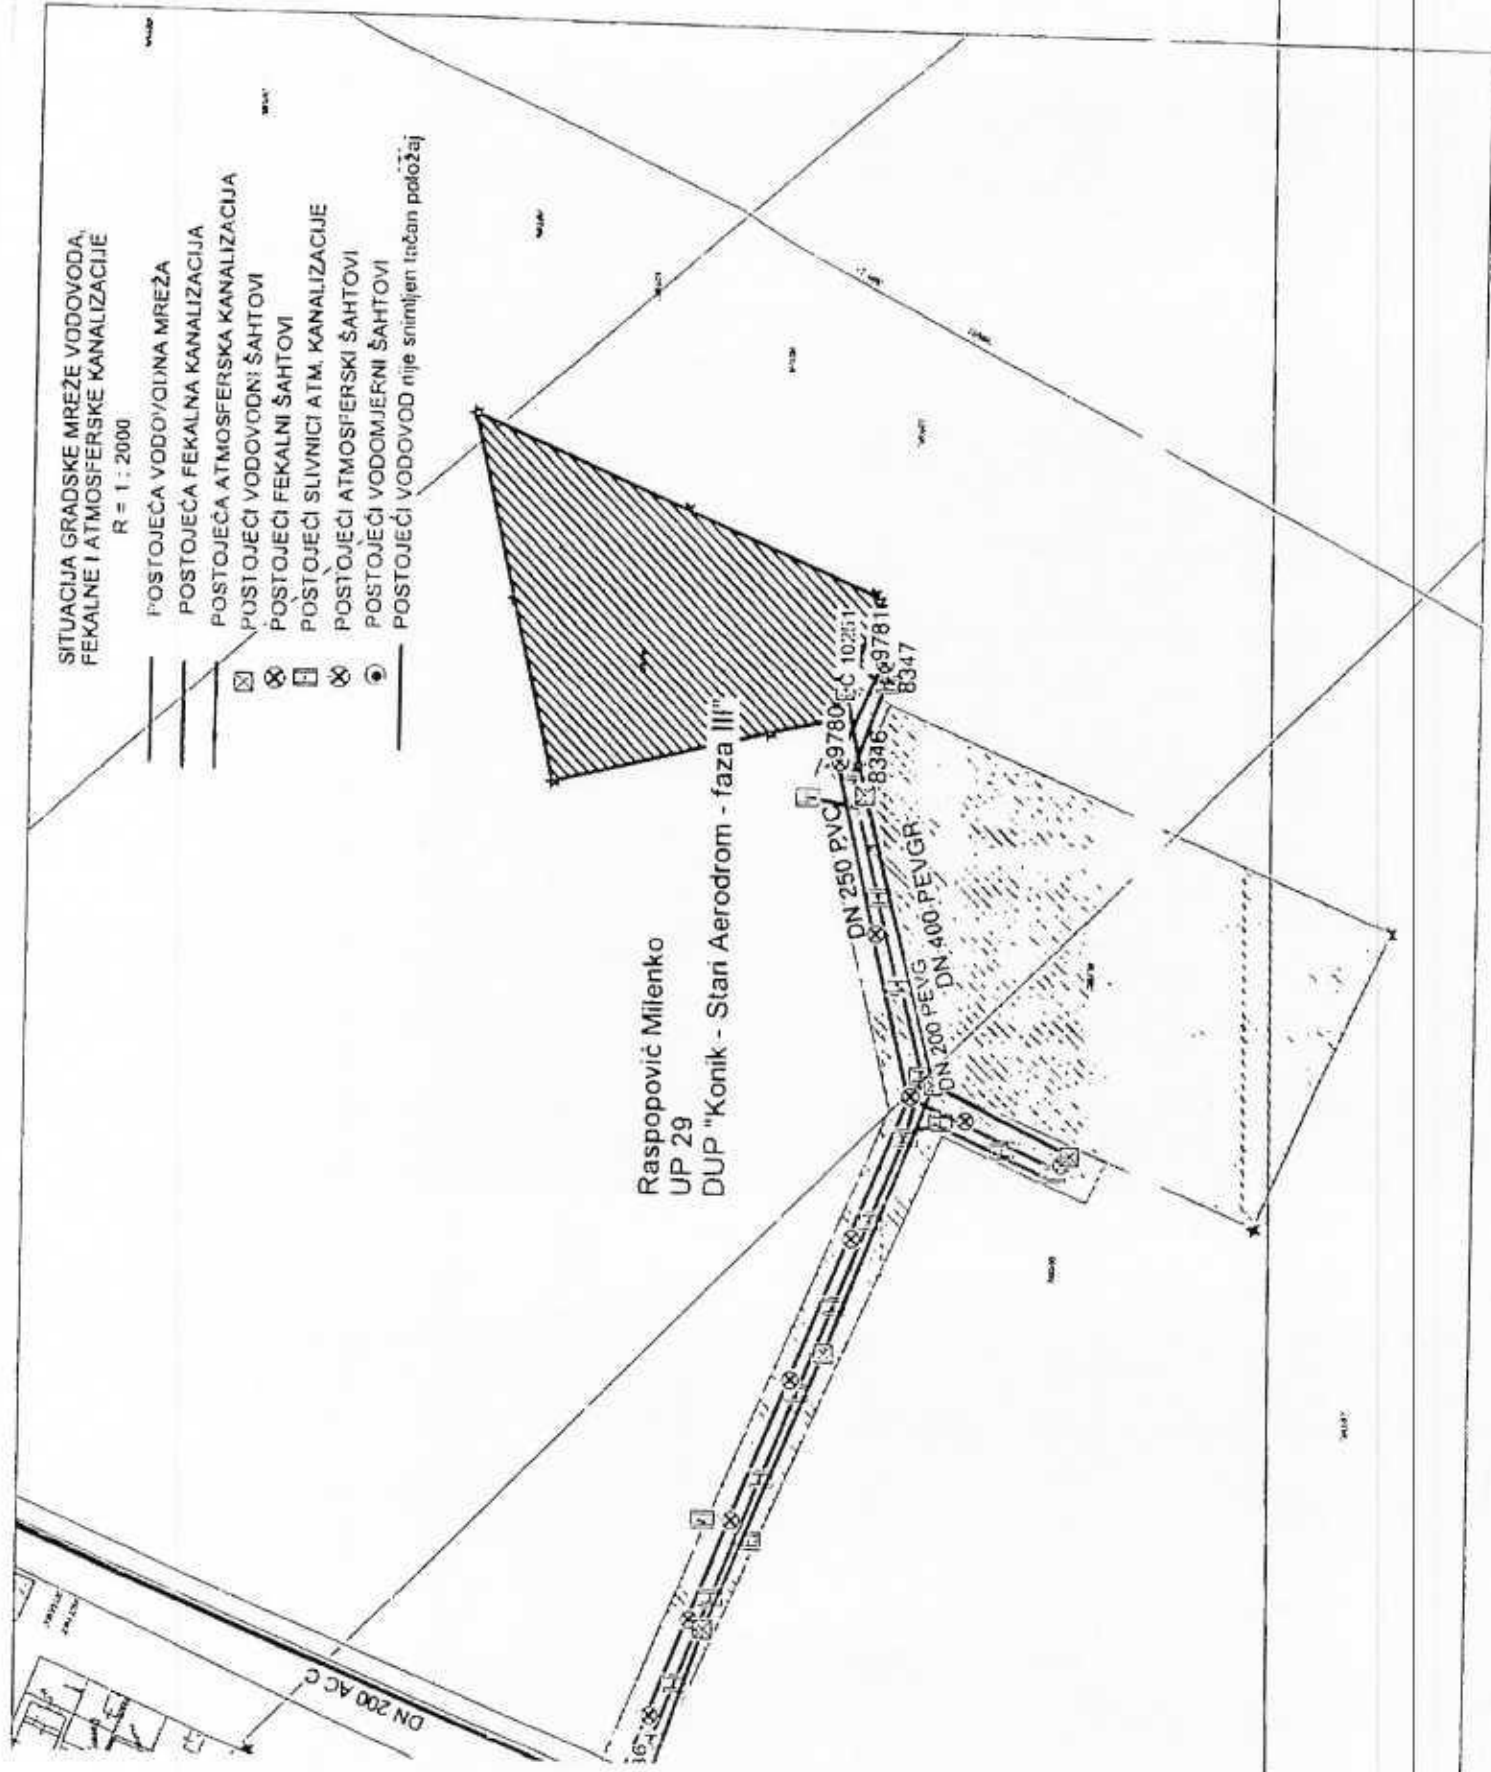 SITUACIJA GRADSKE MREŽE VODOVODA,
FEKALNE I ATMOSFERSKE KANALIZACIJE
R = 1 : 2000
POSTOJEĆA VODOVODNA MREŽA
POSTOJEĆA FEKALNA KANALIZACIJA
POSTOJEĆA ATMOSFERSKA KANALIZACIJA
POSTOJEĆI VODOVODNI ŠAHTOVI
POSTOJEĆI FEKALNI ŠAHTOVI
POSTOJEĆI SLIVNICI ATM. KANALIZACIJE
POSTOJEĆI ATMOSFERSKI ŠAHTOVI
POSTOJEĆI VODOMJERNI ŠAHTOVI
POSTOJEĆI VODOVOD nije snimljen tačan položaj
Raspopović Milenko
UP 29
DUP "Konik - Stari Aerodrom - faza III"
C 10251
9780
9781
8347
8346
DN 250 PVC
DN 400 PEVGR
DN 200 PEVG
DN 200 AC C